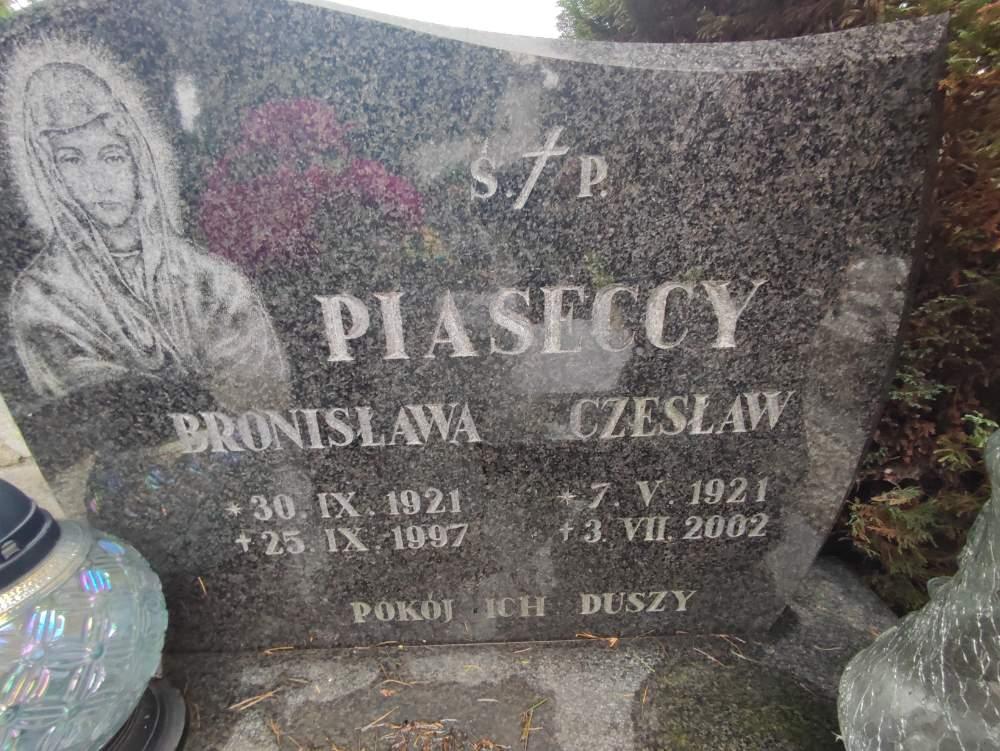 Ś. P.
PIASECCY
BRONISŁAWA CZESŁAW
* 30. IX. 1921 * 7. V. 1921
+ 25. IX. 1997 + 3. VII. 2002
POKÓJ ICH DUSZY